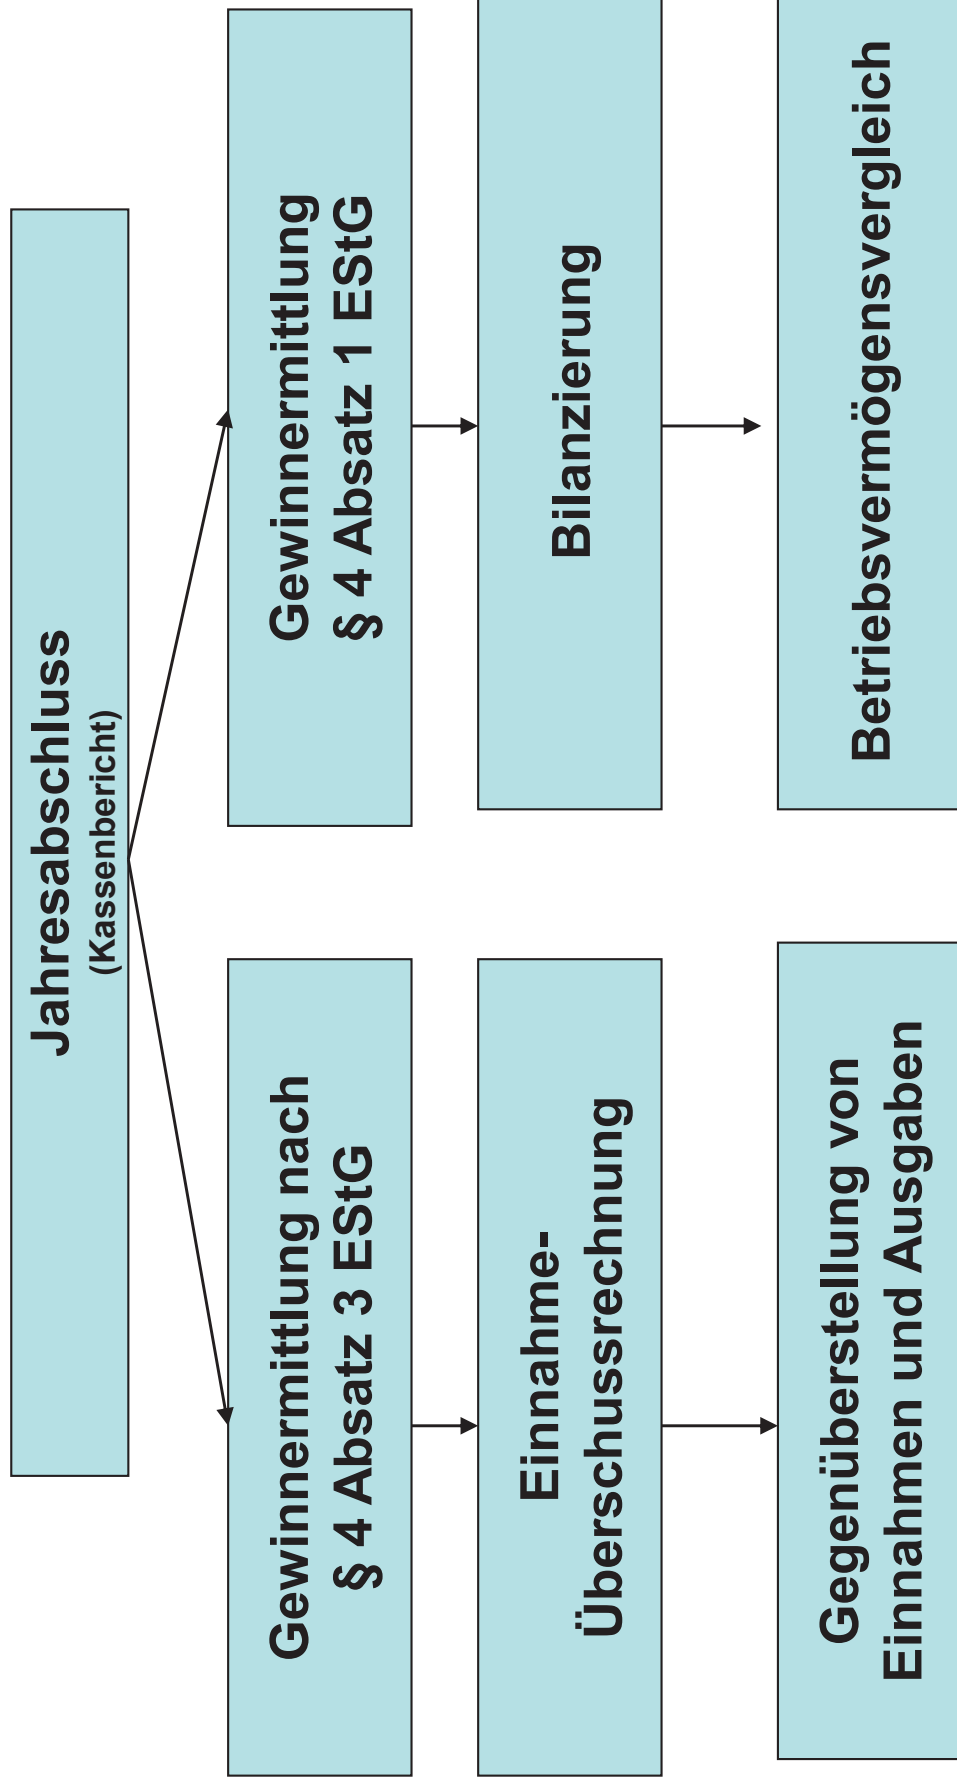 Jahresabschluss
(Kassenbericht)
Gewinnermittlung nach
§ 4 Absatz 3 EStG
Gewinnermittlung
§ 4 Absatz 1 EStG
Einnahme-
Überschussrechnung
Bilanzierung
Gegenüberstellung von
Einnahmen und Ausgaben
Betriebsvermögensvergleich